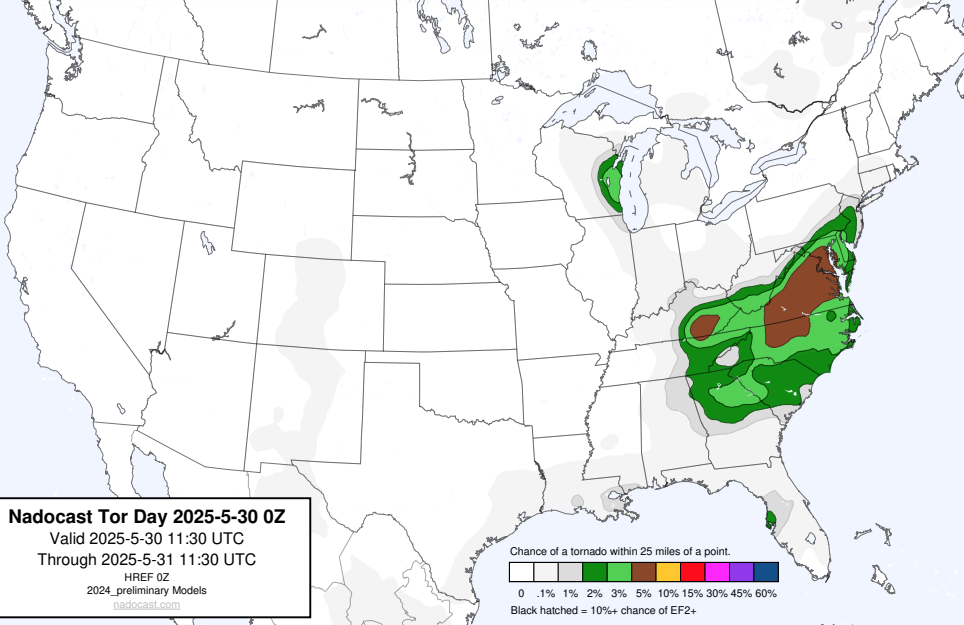 Nadocast Tor Day 2025-5-30 0Z
Valid 2025-5-30 11:30 UTC
Through 2025-5-31 11:30 UTC
HREF 0Z
2024_preliminary Models
nadocast.com
Chance of a tornado within 25 miles of a point.
0 .1% 1% 2% 3% 5% 10% 15% 30% 45% 60%
Black hatched = 10%+ chance of EF2+